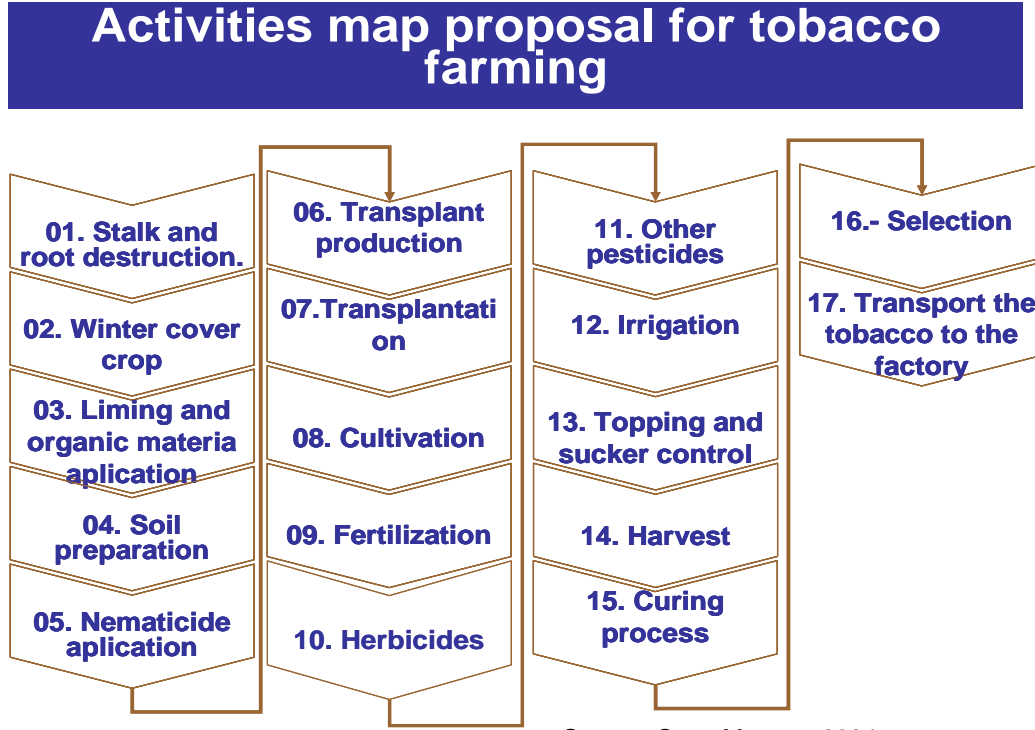 Activities map proposal for tobacco
farming
01. Stalk and
root destruction.
02. Winter cover
crop
03. Liming and
organic materia
aplication
04. Soil
preparation
05. Nematicide
aplication
06. Transplant
production
07.Transplantati
on
08. Cultivation
09. Fertilization
10. Herbicides
11. Other
pesticides
12. Irrigation
13. Topping and
sucker control
14. Harvest
15. Curing
process
16.- Selection
17. Transport the
tobacco to the
factory